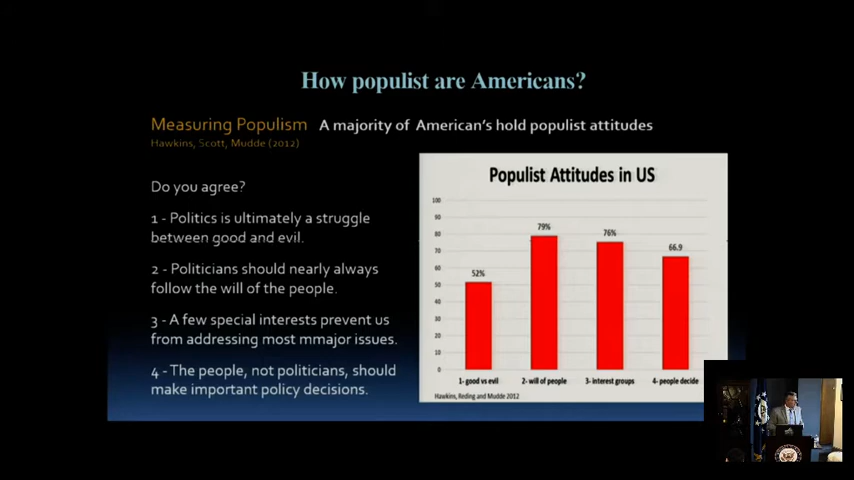 How populist are Americans?
Measuring Populism
A majority of American's hold populist attitudes
Hawkins, Scott, Mudde (2012)
Do you agree?
1 - Politics is ultimately a struggle
between good and evil.
2 - Politicians should nearly always
follow the will of the people.
3 - A few special interests prevent us
from addressing most mmajor issues.
4 - The people, not politicians, should
make important policy decisions.
Populist Attitudes in US
100
90
80
70
60
50
40
30
20
10
0
52%
79%
76%
66.9
1- good vs evil
2- will of people
3- interest groups
4- people decide
Hawkins, Reding and Mudde 2012